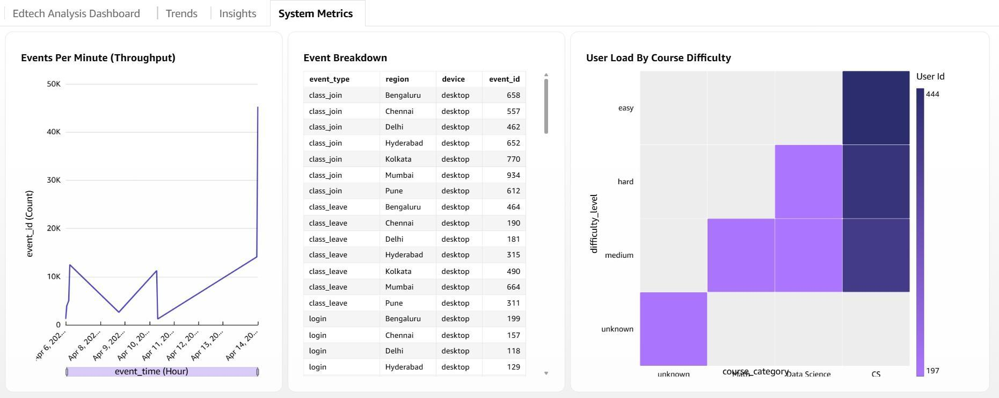 Edtech Analysis Dashboard | Trends | Insights System Metrics
Events Per Minute (Throughput)
50K
40K
30K
20K
10K
0
event_id (Count)
Apr 6, 202...
Apr 8, 202...
Apr 9, 202...
Apr 10, 20...
Apr 11, 20...
Apr 12, 20...
Apr 13, 20...
Apr 14, 20...
event_time (Hour)
Event Breakdown
event_type region device event_id
class_join Bengaluru desktop 658
class_join Chennai desktop 557
class_join Delhi desktop 462
class_join Hyderabad desktop 652
class_join Kolkata desktop 770
class_join Mumbai desktop 934
class_join Pune desktop 612
class_leave Bengaluru desktop 464
class_leave Chennai desktop 190
class_leave Delhi desktop 181
class_leave Hyderabad desktop 315
class_leave Kolkata desktop 490
class_leave Mumbai desktop 664
class_leave Pune desktop 311
login Bengaluru desktop 199
login Chennai desktop 157
login Delhi desktop 118
login Hyderabad desktop 129
User Load By Course Difficulty
difficulty_level
easy
hard
medium
unknown
unknown Math Data Science CS
course_category
User Id
444
197